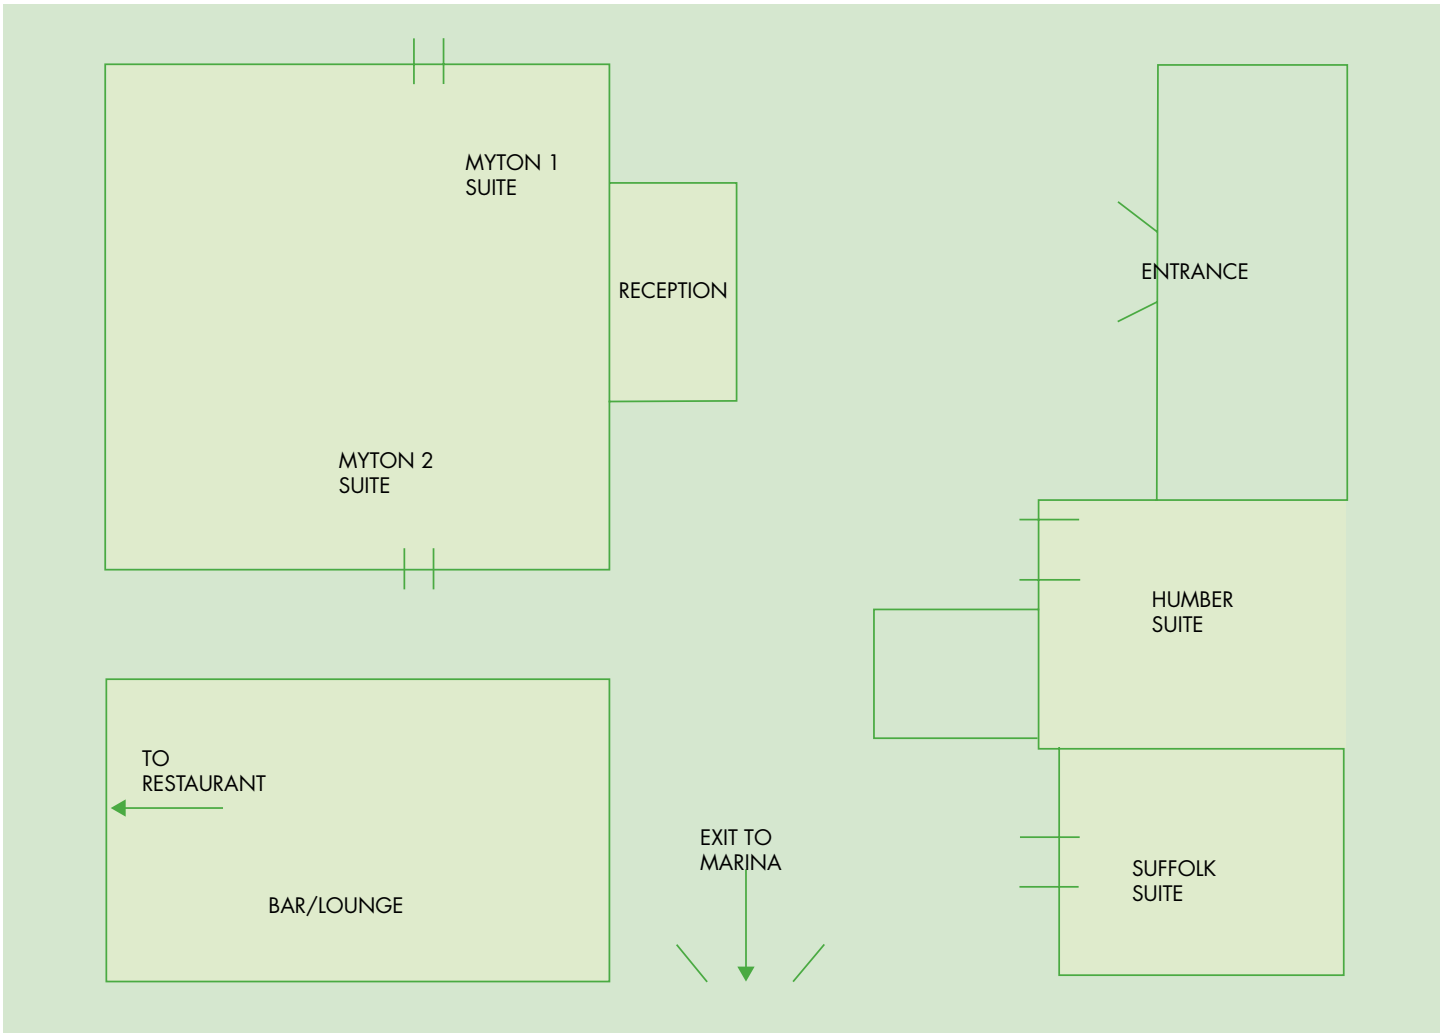 MYTON 1
SUITE
ENTRANCE
RECEPTION
MYTON 2
SUITE
HUMBER
SUITE
TO
RESTAURANT
EXIT TO
MARINA
SUFFOLK
SUITE
BAR/LOUNGE